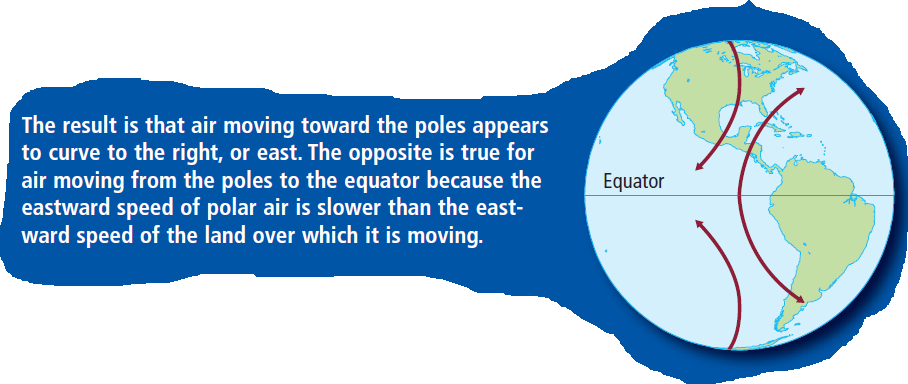 The result is that air moving toward the poles appears
to curve to the right, or east. The opposite is true for
air moving from the poles to the equator because the
eastward speed of polar air is slower than the east-
ward speed of the land over which it is moving.
Equator